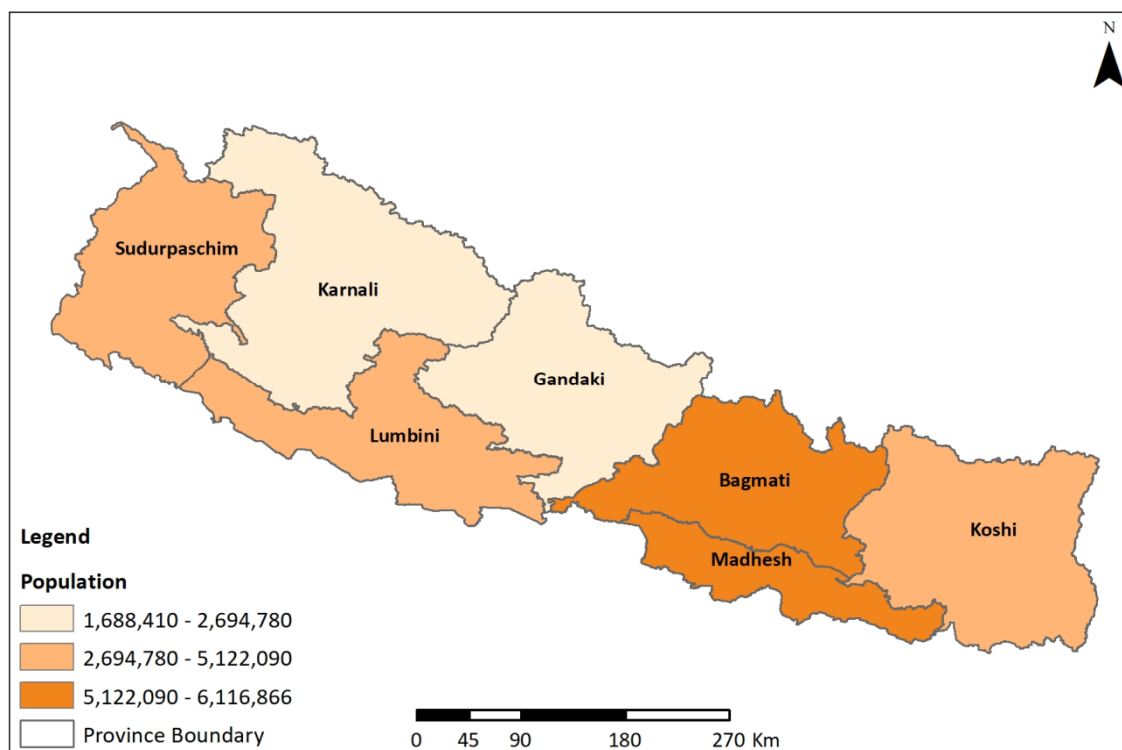 N
Sudurpaschim
Karnali
Gandaki
Lumbini
Bagmati
Koshi
Madhesh
Legend
Population
1,688,410 - 2,694,780
2,694,780 - 5,122,090
5,122,090 - 6,116,866
Province Boundary
0 45 90 180 270 Km